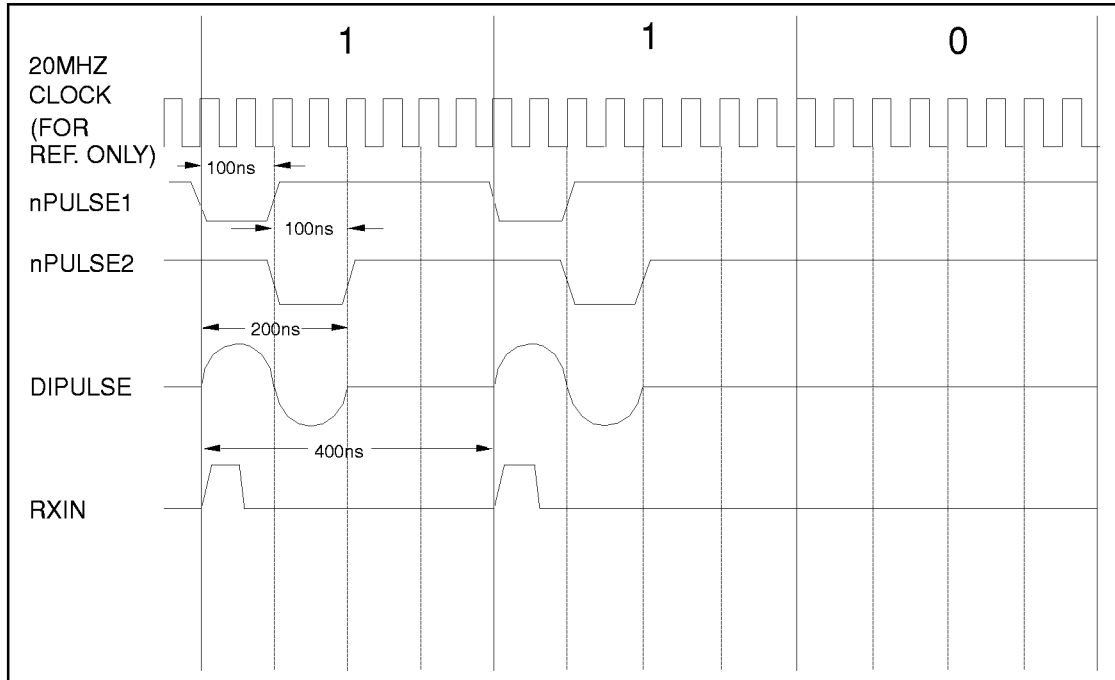 1 1 0
20MHZ
CLOCK
(FOR
REF. ONLY)
100ns
nPULSE1
100ns
nPULSE2
200ns
DIPULSE
400ns
RXIN